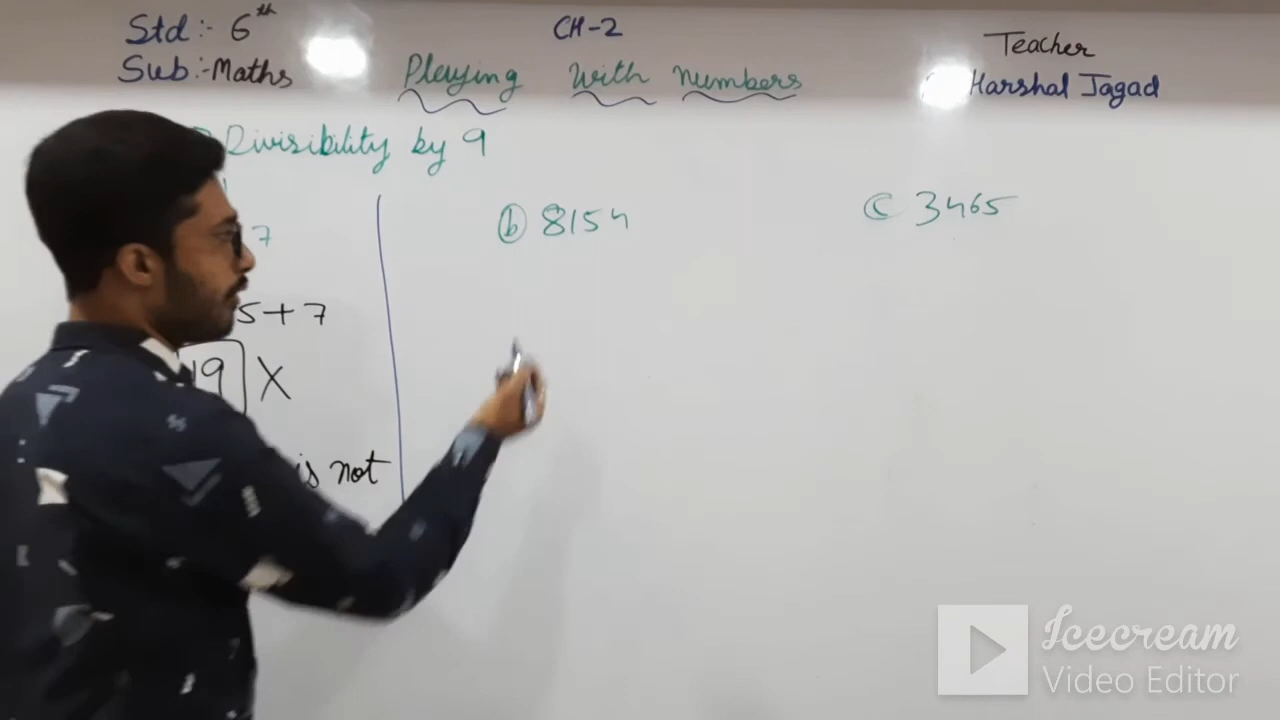 Std :- 6th
Sub :- Maths
CH-2
Playing With Numbers
Teacher
Harshal Jagad
Divisibility by 9
7
5 + 7
19 X
is not
(b) 8154
(c) 3465
Icecream
Video Editor